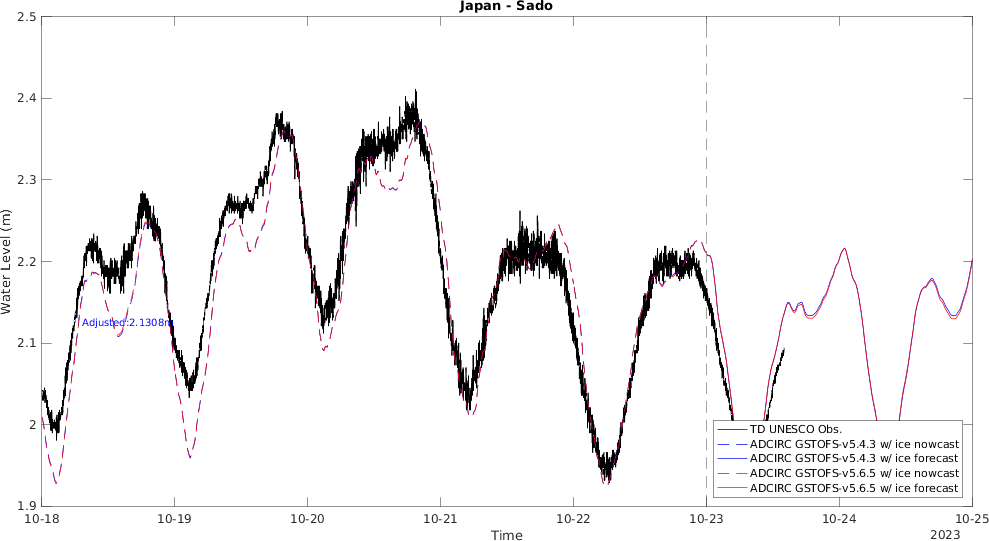 Japan - Sado
Water Level (m)
2.5
2.4
2.3
2.2
2.1
2
1.9
Adjusted:2.1308m
TD UNESCO Obs.
ADCIRC GSTOFS-v5.4.3 w/ ice nowcast
ADCIRC GSTOFS-v5.4.3 w/ ice forecast
ADCIRC GSTOFS-v5.6.5 w/ ice nowcast
ADCIRC GSTOFS-v5.6.5 w/ ice forecast
10-18 10-19 10-20 10-21 10-22 10-23 10-24 10-25
Time
2023